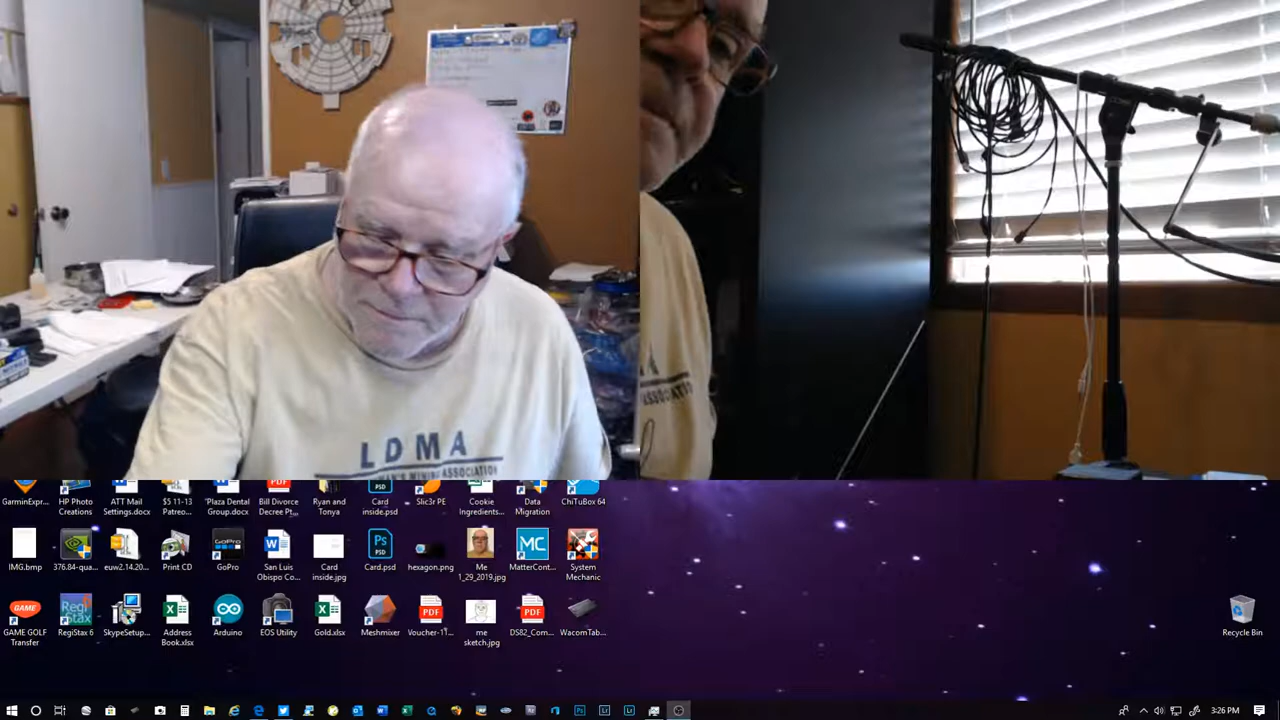 LDMA
ASSOCIATION
A
ASSOCIATION
GarminExpr...
HP Photo Creations
ATT Mail Settings.docx
$5 11-13 Patreo...
'Plaza Dental Group.docx
Bill Divorce Decree Pt...
Ryan and Tonya
Card inside.psd
Slic3r PE
Cookie Ingredients...
Data Migration
ChiTuBox 64
IMG.bmp
376.84-qua...
euw2.14.20...
Print CD
GoPro
San Luis Obispo Co...
Card inside.jpg
Card.psd
hexagon.png
Me 1_29_2019.jpg
MatterCont...
System Mechanic
GAME GOLF Transfer
RegiStax 6
SkypeSetup...
Address Book.xlsx
Arduino
EOS Utility
Gold.xlsx
Meshmixer
Voucher-11...
me sketch.jpg
DS82_Com...
WacomTab...
Recycle Bin
3:26 PM